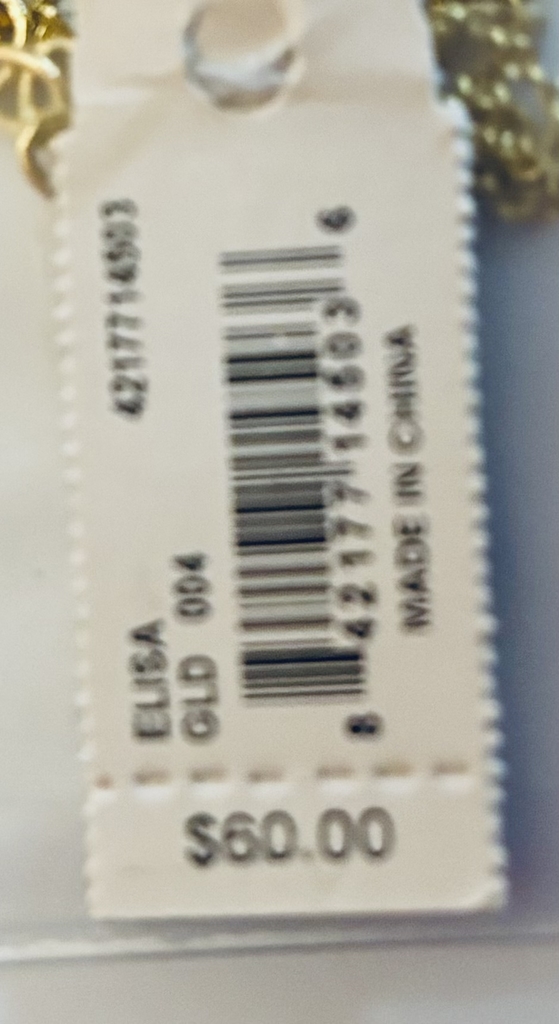 4217714503
ELISA
GLD 004
8 42177 14503 6
MADE IN CHINA
$60.00